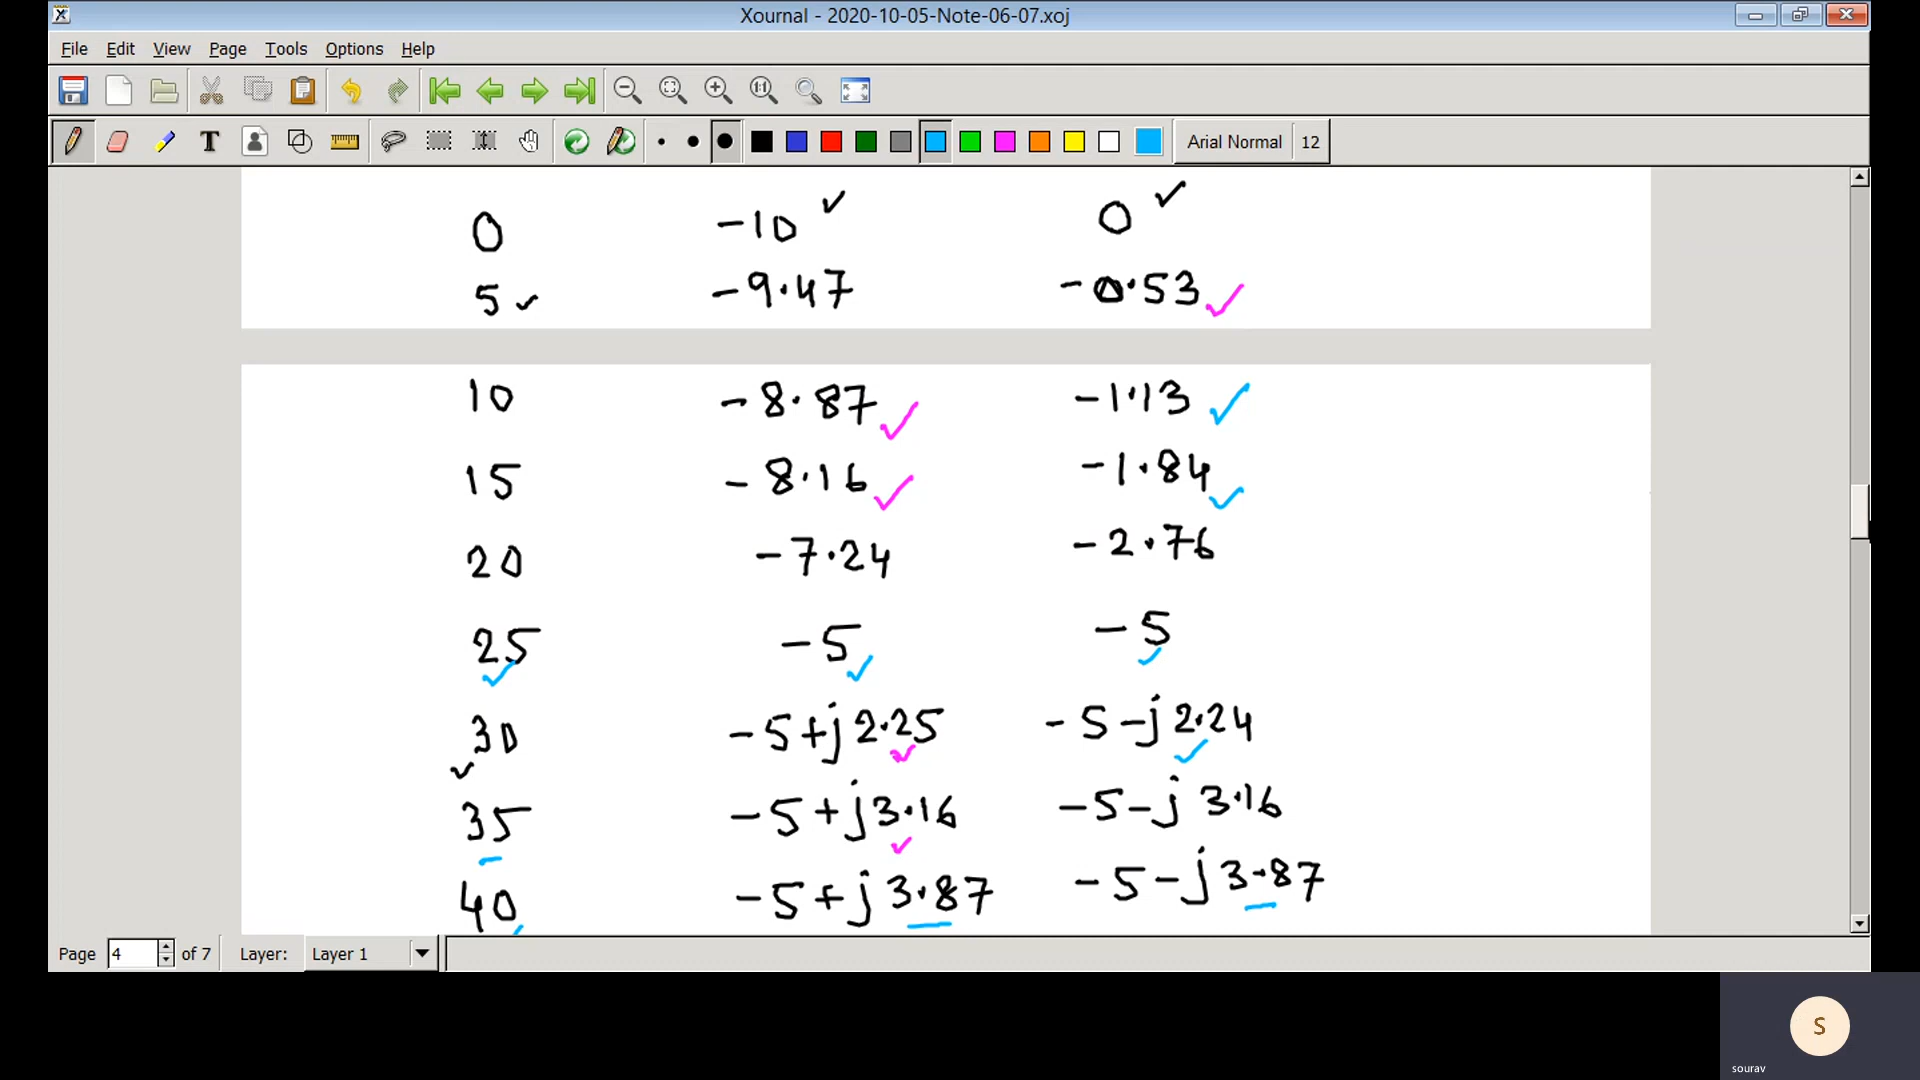 Xournal - 2020-10-05-Note-06-07.xoj
File Edit View Page Tools Options Help
T Arial Normal 12
0 -10 ✓ 0 ✓
5 ✓ -9.47 -0.53 ✓
10 -8.87 ✓ -1.13 ✓
15 -8.16 ✓ -1.84 ✓
20 -7.24 -2.76
25 ✓ -5 ✓ -5 ✓
30 ✓ -5+j2.25 ✓ -5-j2.24 ✓
35 -5+j3.16 ✓ -5-j3.16
40 -5+j3.87 -5-j3.87
Page 4 of 7 Layer: Layer 1
S
sourav